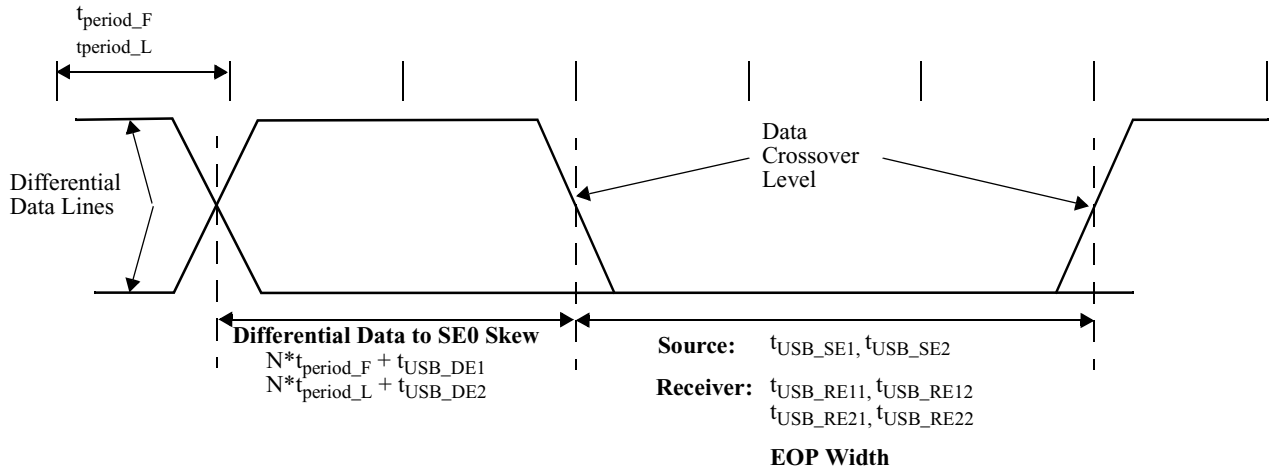 tperiod_F
tperiod_L
Differential
Data Lines
Data
Crossover
Level
Differential Data to SE0 Skew
N*tperiod_F + tUSB_DE1
N*tperiod_L + tUSB_DE2
Source: tUSB_SE1, tUSB_SE2
Receiver: tUSB_RE11, tUSB_RE12
tUSB_RE21, tUSB_RE22
EOP Width